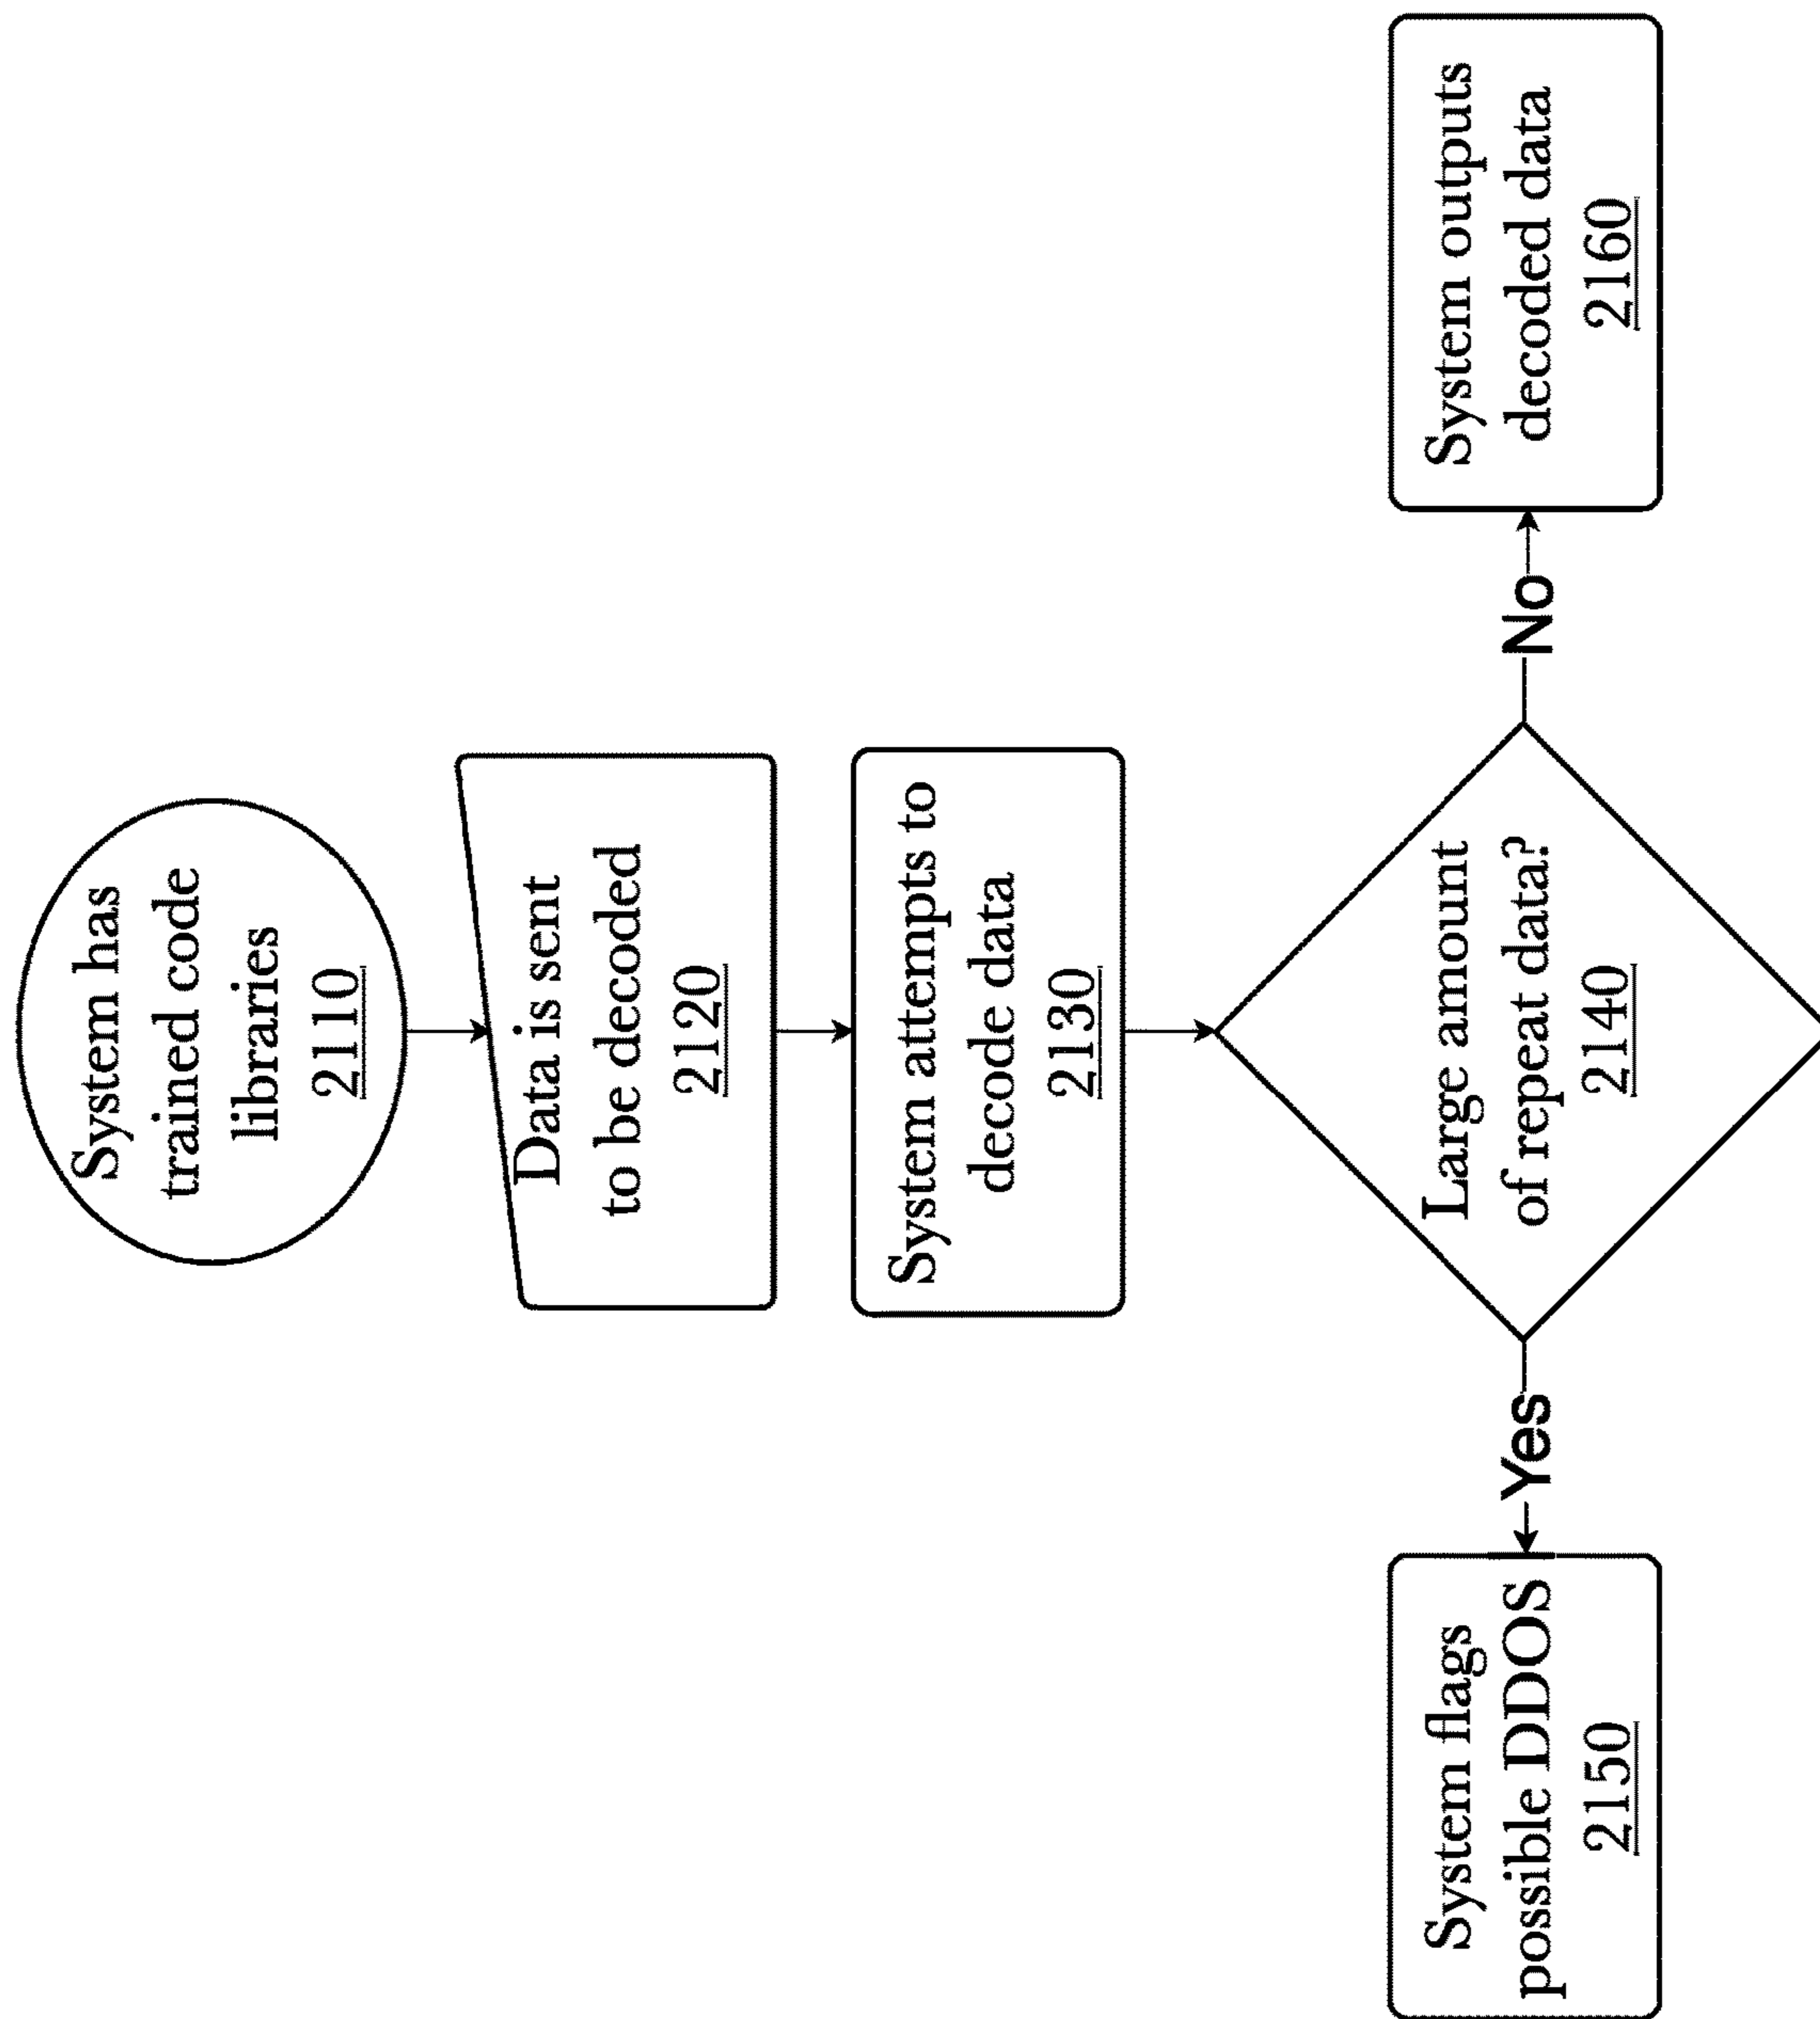 System has
trained code
libraries
2110
Data is sent
to be decoded
2120
System attempts to
decode data
2130
Large amount
of repeat data?
2140
Yes
No
System flags
possible DDOS
2150
System outputs
decoded data
2160